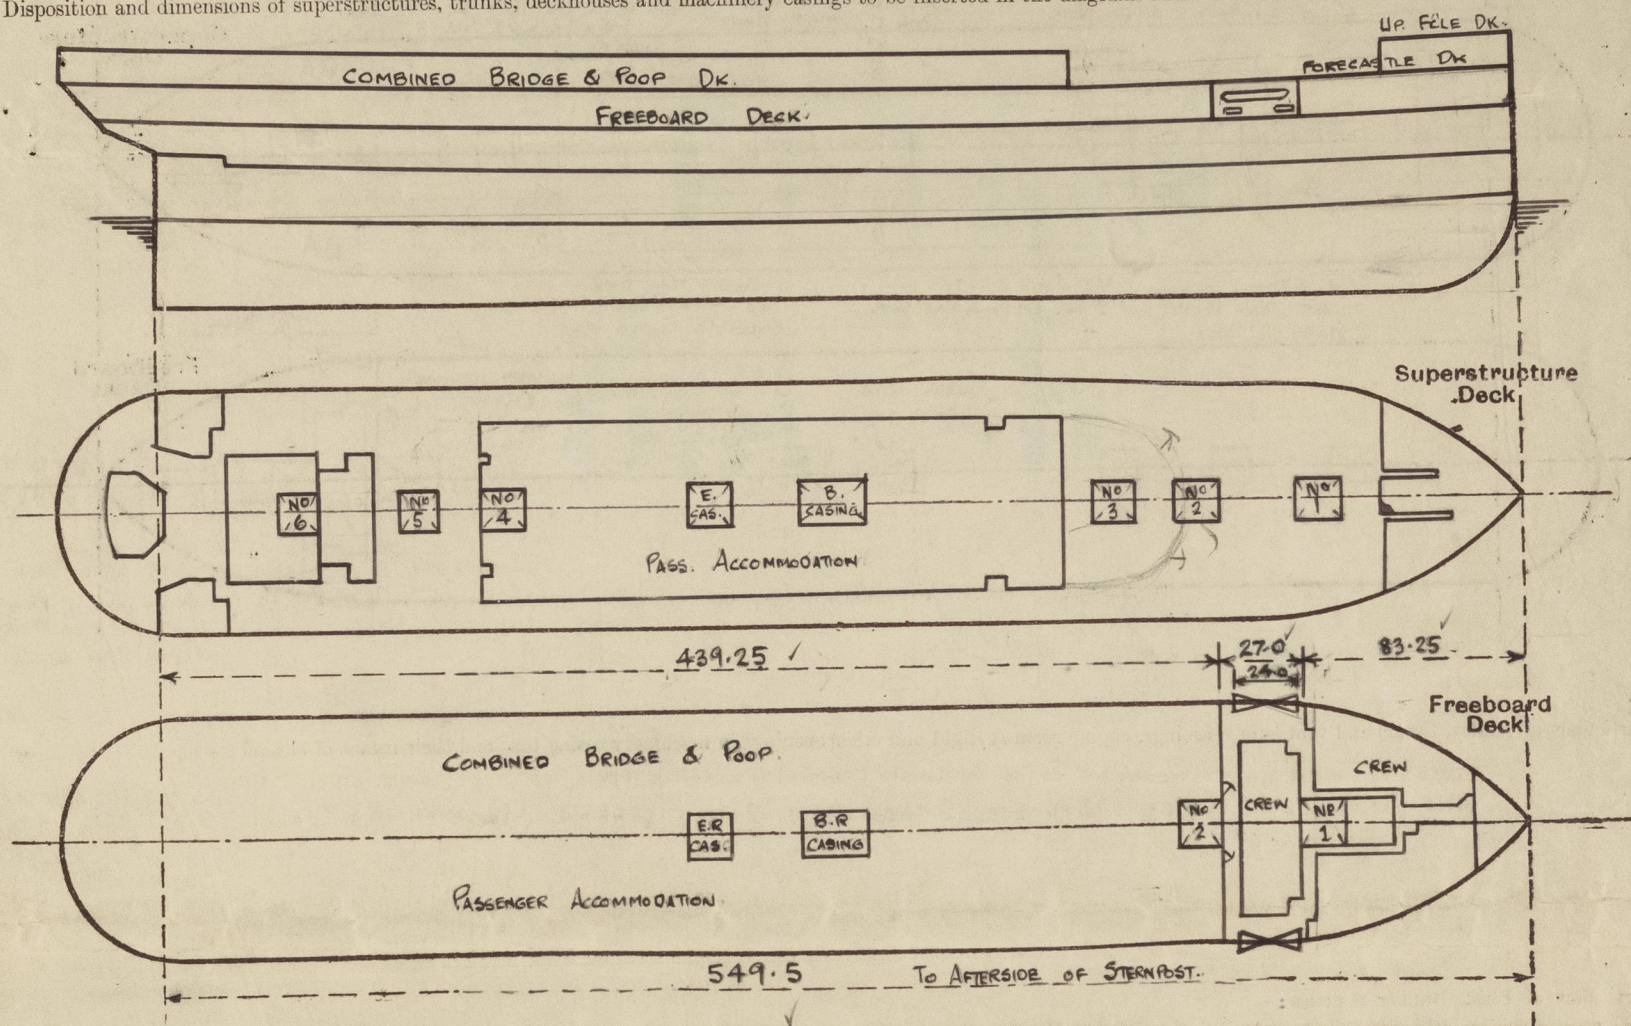 Disposition and dimensions of superstructures, trunks, deckhouses and machinery casings to be inserted in the
UP. FCLE DK.
FORECASTLE DK
COMBINED BRIDGE & POOP DK.
FREEBOARD DECK.
Superstructure
Deck
NO 6
NO 5
NO 4
E. CAS.
B. CASING
NO 3
NO 2
NO 1
PASS. ACCOMMODATION
439.25
27.0
24.0
83.25
Freeboard
Deck
COMBINED BRIDGE & POOP.
CREW
CREW
E.R CAS.
B.R CASING
NO 2
NO 1
PASSENGER ACCOMMODATION
549.5 TO AFTERSIDE OF STERNPOST.